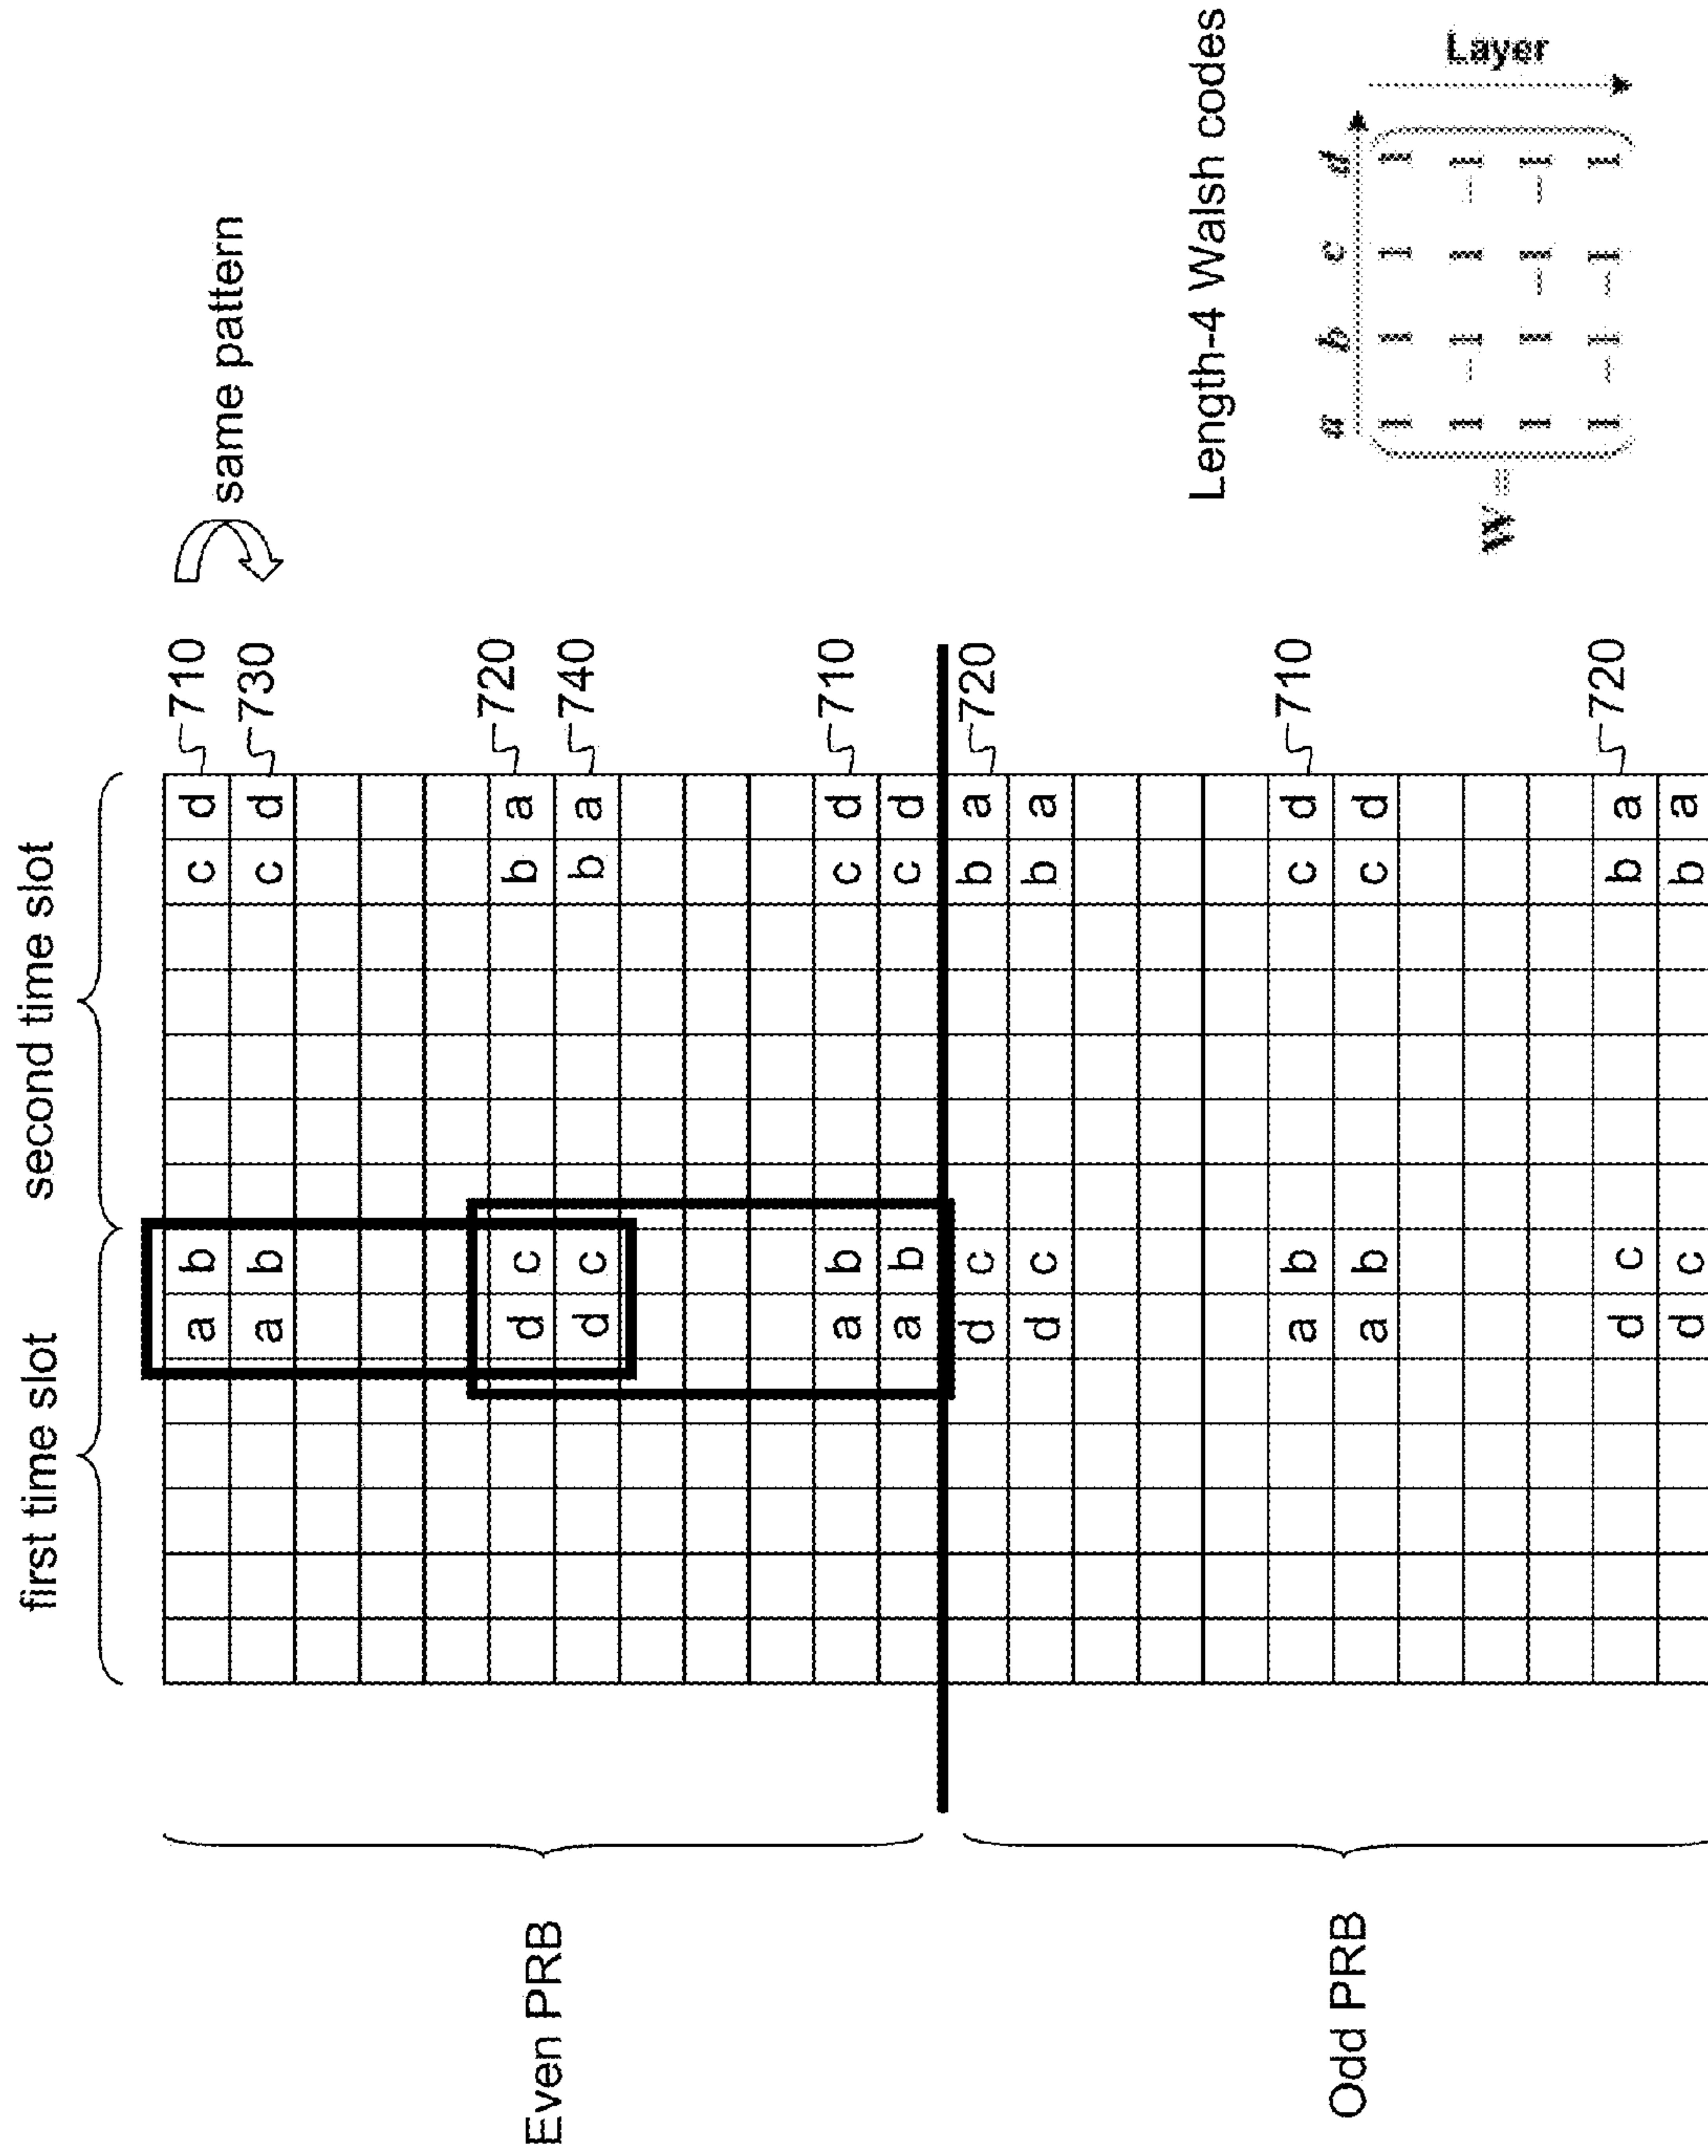 first time slot second time slot
a b c d 710
same pattern
a b c d 730
Even PRB
d c b a 720
d c b a 740
a b c d 710
a b c d
d c b a 720
d c b a
Odd PRB
a b c d 710
a b c d
d c b a 720
d c b a
Length-4 Walsh codes
a b c d
W =
1 1 1 1
1 -1 1 -1
1 1 -1 -1
1 -1 -1 1
Layer